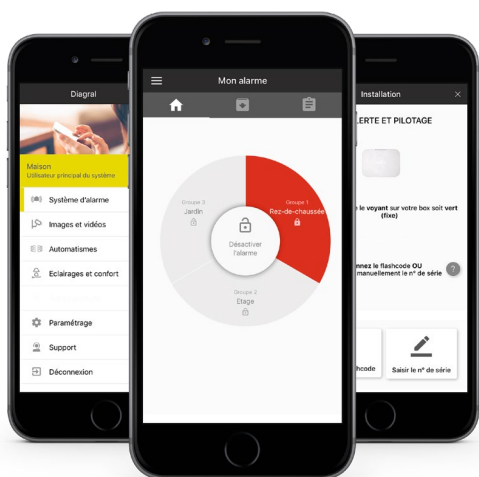 Diagral
Maison
Utilisateur principal du système
Système d'alarme
Images et vidéos
Automatismes
Eclairages et confort
Paramétrage
Support
Déconnexion
Mon alarme
Groupe 3
Jardin
Groupe 1
Rez-de-chaussée
Désactiver
l'alarme
Groupe 2
Etage
Installation
LERTE ET PILOTAGE
e le voyant sur votre box soit vert
(fixe)
nnez le flashcode OU
manuellement le n° de série
?
hcode
Saisir le n° de série